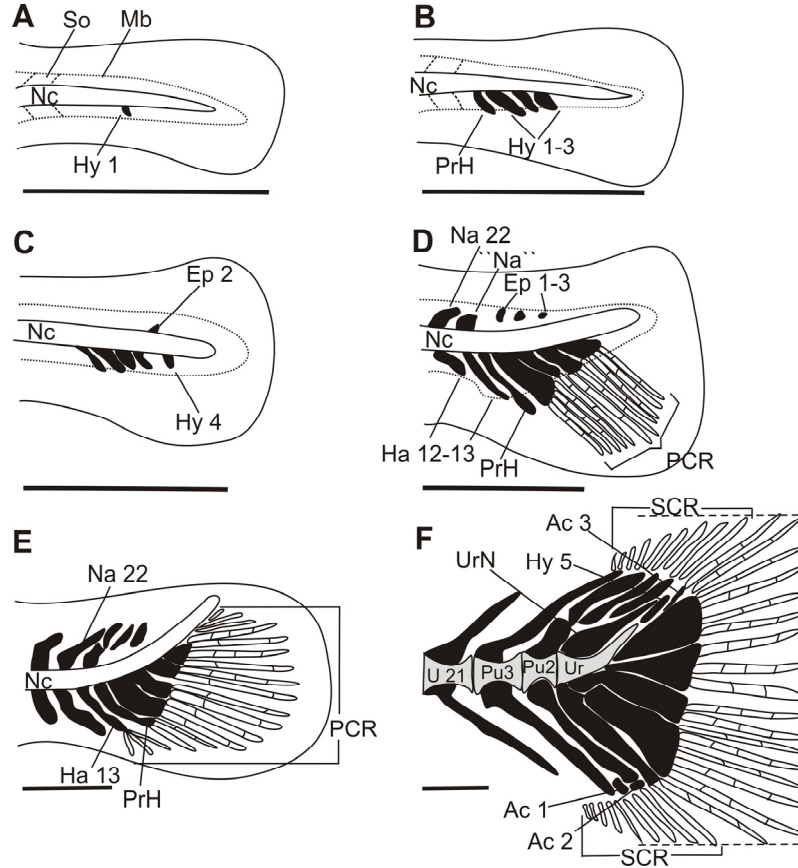 A
So
Mb
Nc
Hy 1
B
Nc
Hy 1-3
PrH
C
Ep 2
Nc
Hy 4
D
Na 22
Na
Ep 1-3
Nc
Ha 12-13
PrH
PCR
E
Na 22
Nc
PCR
Ha 13
PrH
F
SCR
Ac 3
Hy 5
UrN
U 21
Pu3
Pu2
Ur
Ac 1
Ac 2
SCR